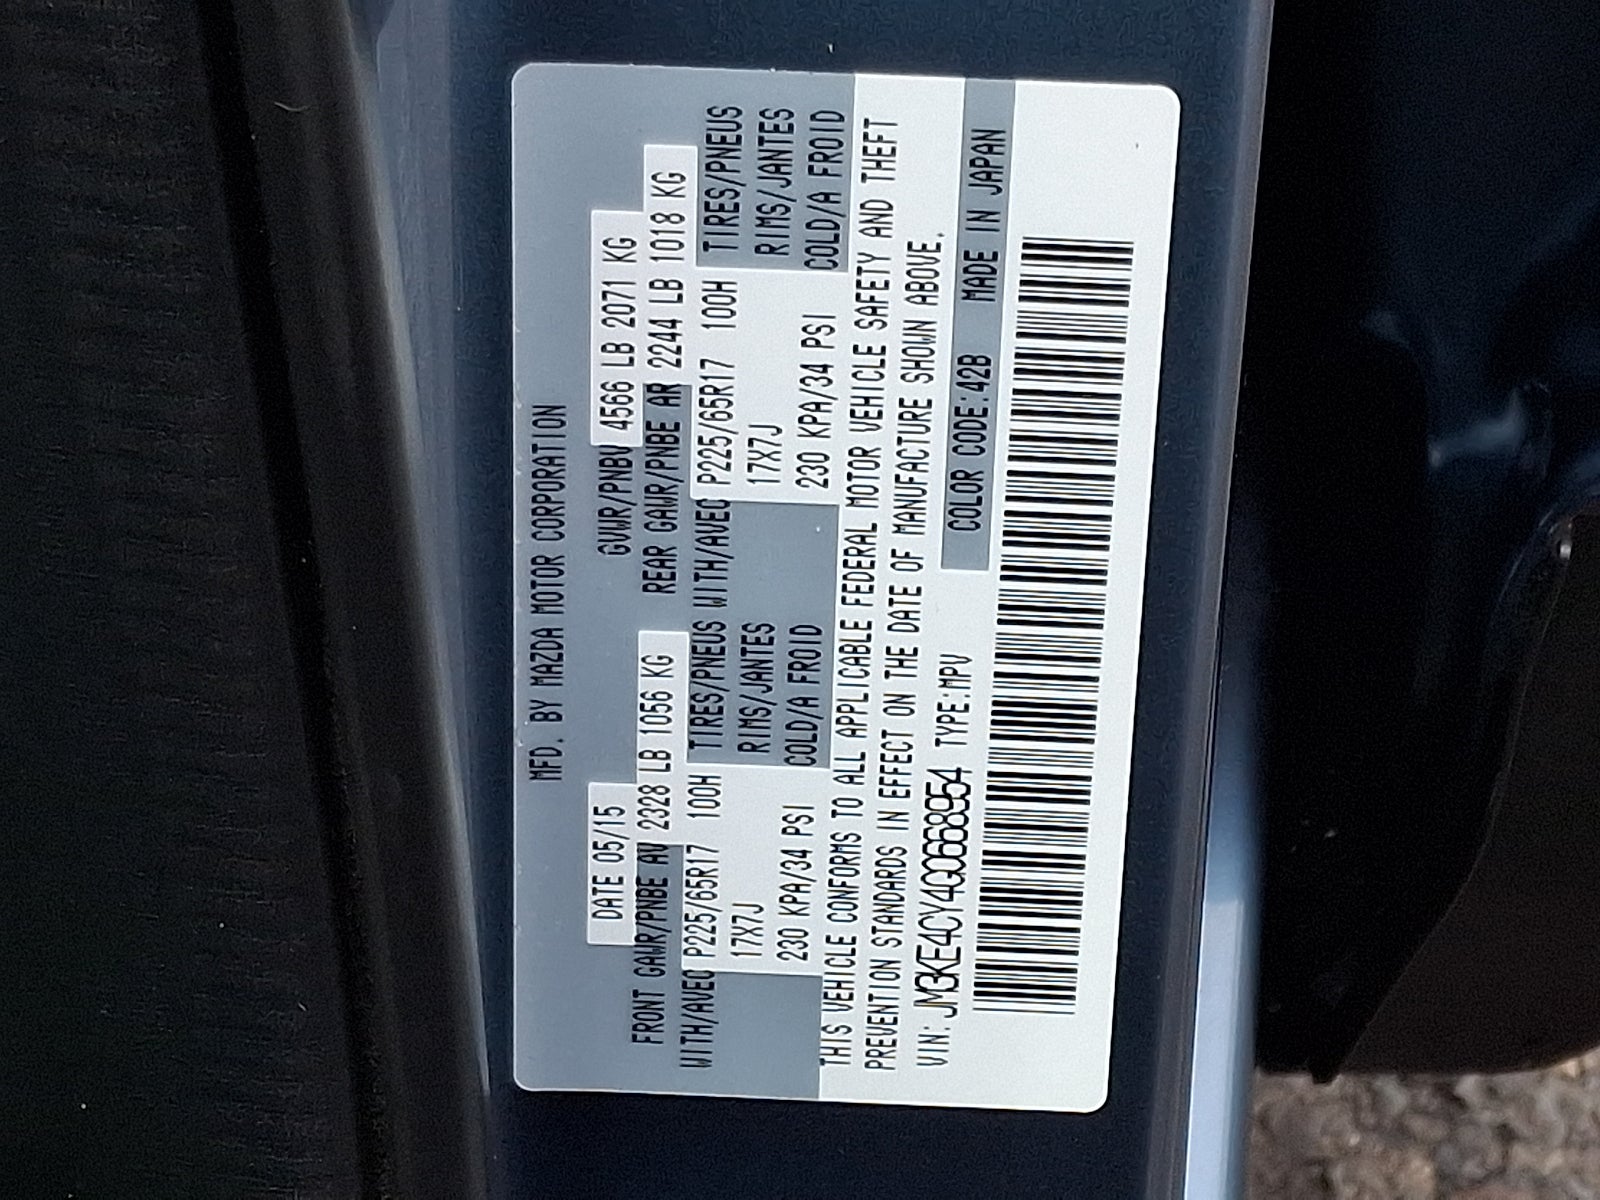 MFD. BY MAZDA MOTOR CORPORATION
DATE 05/15 GVWR/PNBV 4566 LB 2071 KG
FRONT GAWR/PNBE AV 2328 LB 1056 KG REAR GAWR/PNBE AR 2244 LB 1018 KG
WITH/AVEC P225/65R17 100H TIRES/PNEUS WITH/AVEC P225/65R17 100H TIRES/PNEUS
17X7J RIMS/JANTES 17X7J RIMS/JANTES
230 KPA/34 PSI COLD/A FROID 230 KPA/34 PSI COLD/A FROID
THIS VEHICLE CONFORMS TO ALL APPLICABLE FEDERAL MOTOR VEHICLE SAFETY AND THEFT
PREVENTION STANDARDS IN EFFECT ON THE DATE OF MANUFACTURE SHOWN ABOVE.
VIN: JM3KE4CY4G0668954 TYPE:MPV COLOR CODE:42B MADE IN JAPAN